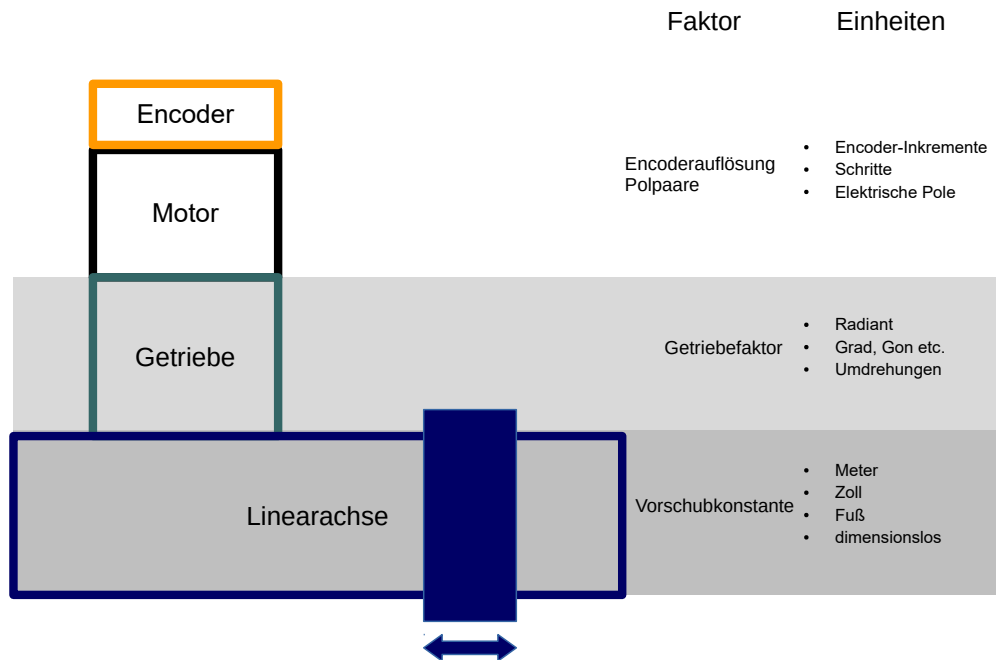 Faktor
Einheiten
Encoder
Encoderauflösung
Polpaare
• Encoder-Inkremente
• Schritte
• Elektrische Pole
Motor
Getriebe
Getriebefaktor
• Radiant
• Grad, Gon etc.
• Umdrehungen
Linearachse
Vorschubkonstante
• Meter
• Zoll
• Fuß
• dimensionslos